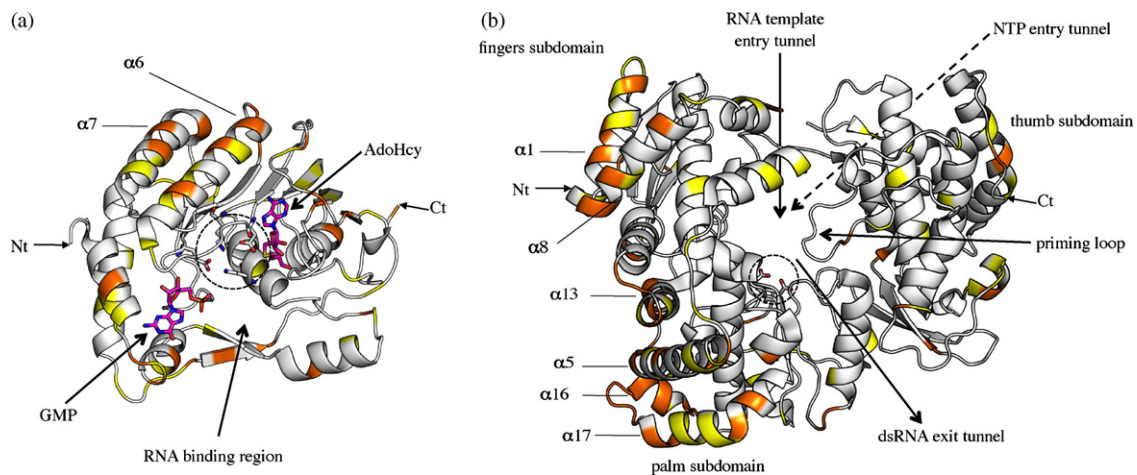 (a)
α6
α7
AdoHcy
Nt
Ct
GMP
RNA binding region
(b)
RNA template
entry tunnel
NTP entry tunnel
fingers subdomain
thumb subdomain
α1
Nt
Ct
α8
priming loop
α13
α5
α16
α17
dsRNA exit tunnel
palm subdomain